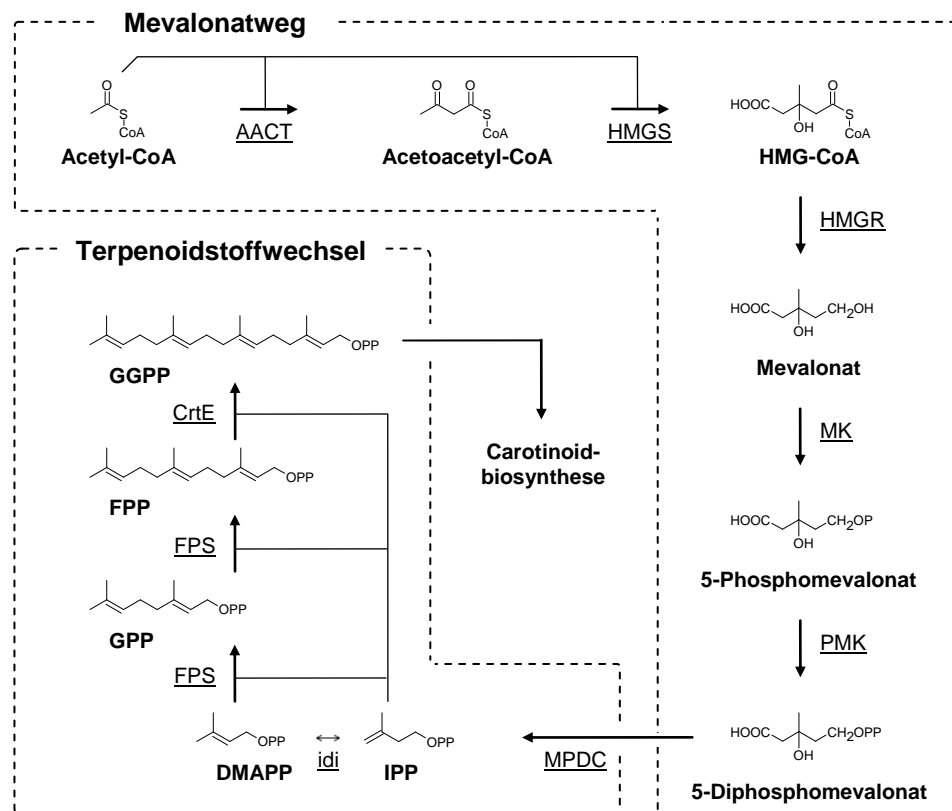 Mevalonatweg
O
S
CoA
Acetyl-CoA
AACT
O O
S
CoA
Acetoacetyl-CoA
HMGS
HOOC
OH
O
S
CoA
HMG-CoA
HMGR
HOOC
OH
CH2OH
Mevalonat
MK
HOOC
OH
CH2OP
5-Phosphomevalonat
PMK
HOOC
OH
CH2OPP
5-Diphosphomevalonat
MPDC
Terpenoidstoffwechsel
OPP
GGPP
CrtE
Carotinoid-
biosynthese
OPP
FPP
FPS
OPP
GPP
FPS
OPP
DMAPP
idi
OPP
IPP